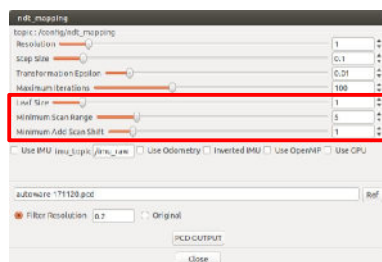 ndt_mapping
topic : /config/ndt_mapping
Resolution 1
Step Size 0.1
Transformation Epsilon 0.01
Maximum Iterations 100
Leaf Size 1
Minimum Scan Range 5
Minimum Add Scan Shift 1
Use IMU imu_topic /imu_raw Use Odometry Inverted IMU Use OpenMP Use GPU
autoware-171120.pcd Ref
Filter Resolution 0.2 Original
PCD OUTPUT
Close